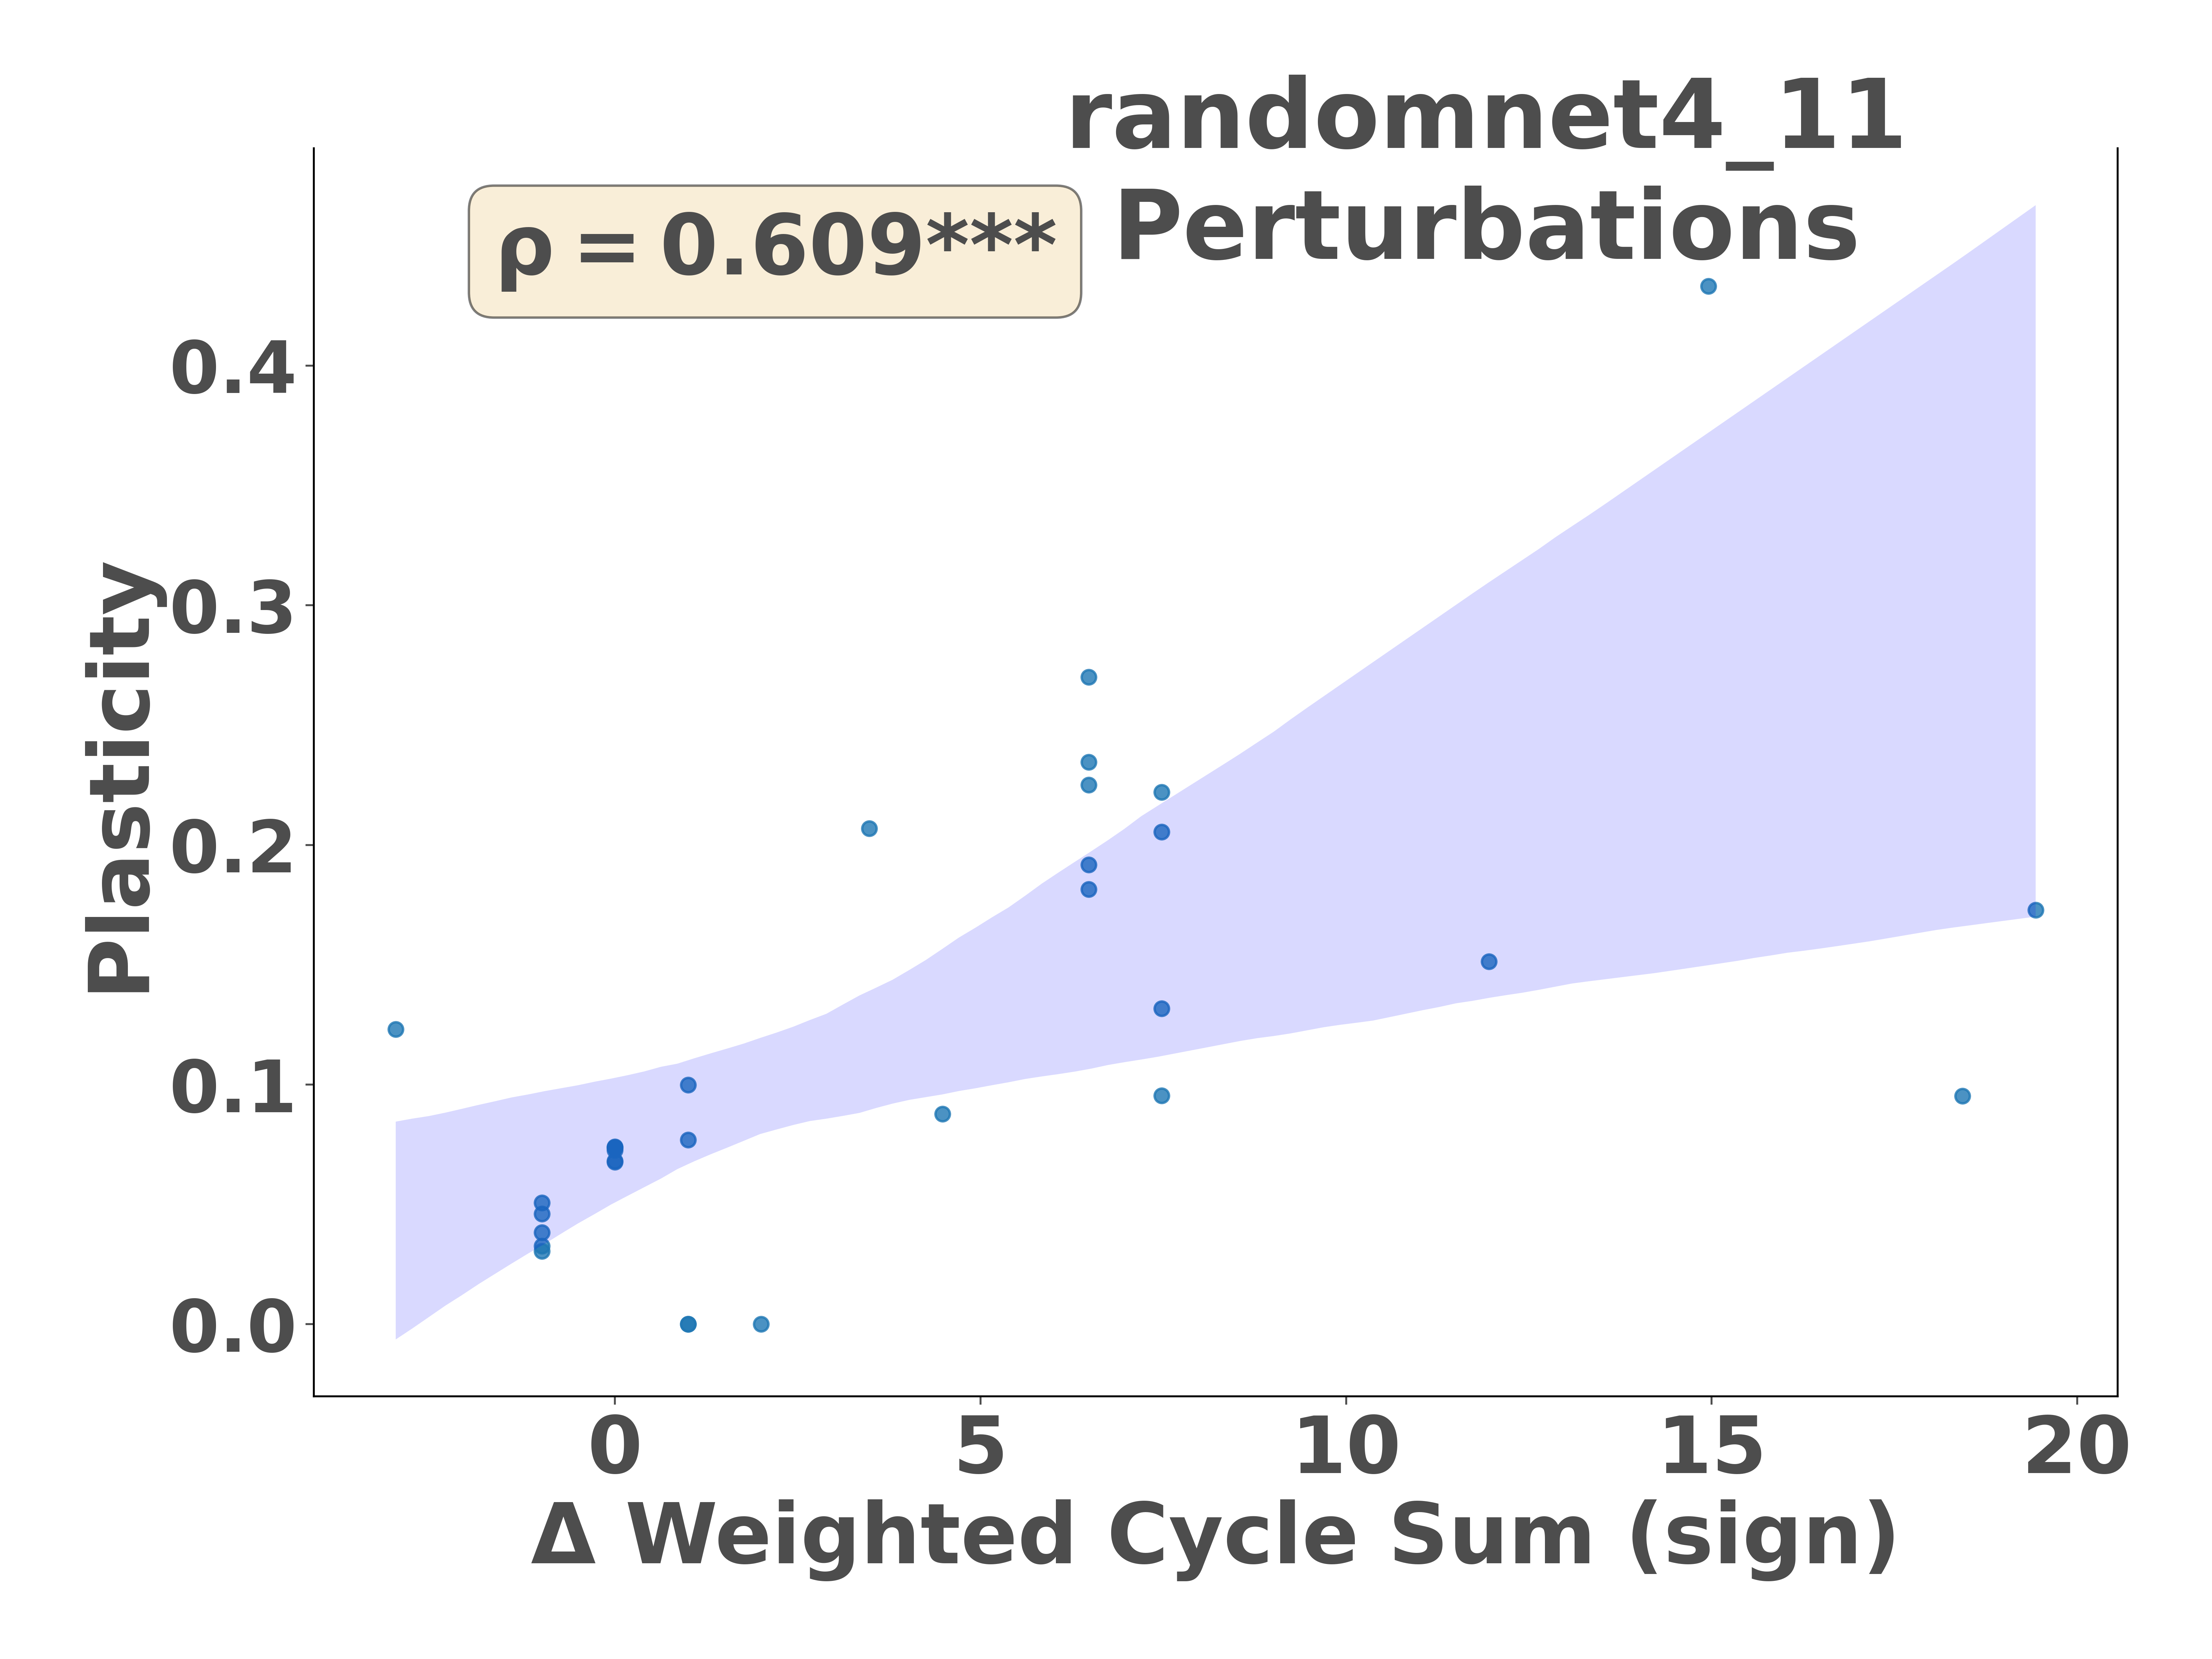 randomnet4_11
Perturbations
ρ = 0.609***
Plasticity
0.4
0.3
0.2
0.1
0.0
0
5
10
15
20
Δ Weighted Cycle Sum (sign)